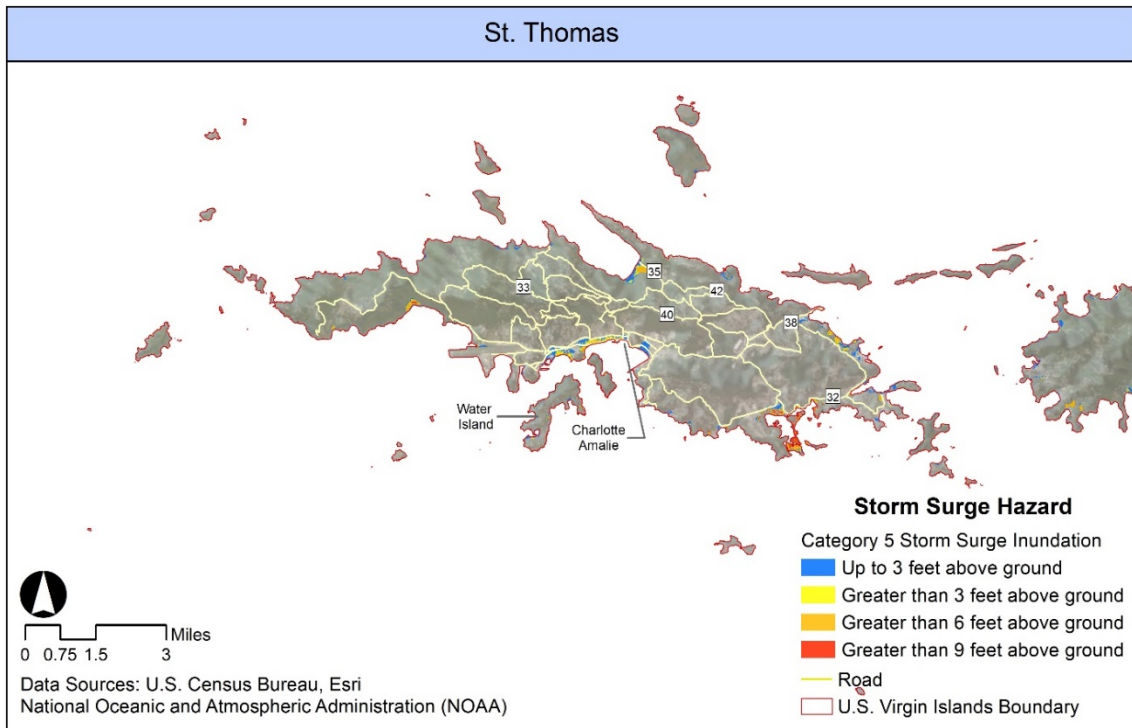 St. Thomas
35
33
42
40
38
32
Water
Island
Charlotte
Amalie
Storm Surge Hazard
Category 5 Storm Surge Inundation
Up to 3 feet above ground
Greater than 3 feet above ground
Greater than 6 feet above ground
Greater than 9 feet above ground
Road
U.S. Virgin Islands Boundary
Miles
0 0.75 1.5 3
Data Sources: U.S. Census Bureau, Esri
National Oceanic and Atmospheric Administration (NOAA)